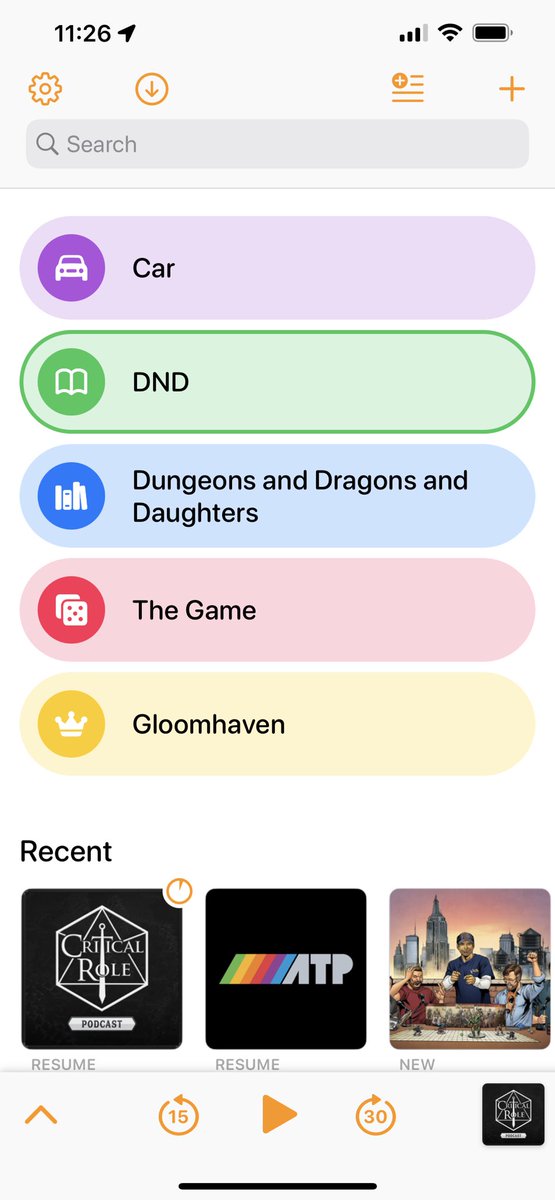 11:26
Search
Car
DND
Dungeons and Dragons and
Daughters
The Game
Gloomhaven
Recent
CRITICAL
ROLE
PODCAST
ATP
RESUME
RESUME
NEW
15
30
CRITICAL
ROLE
PODCAST